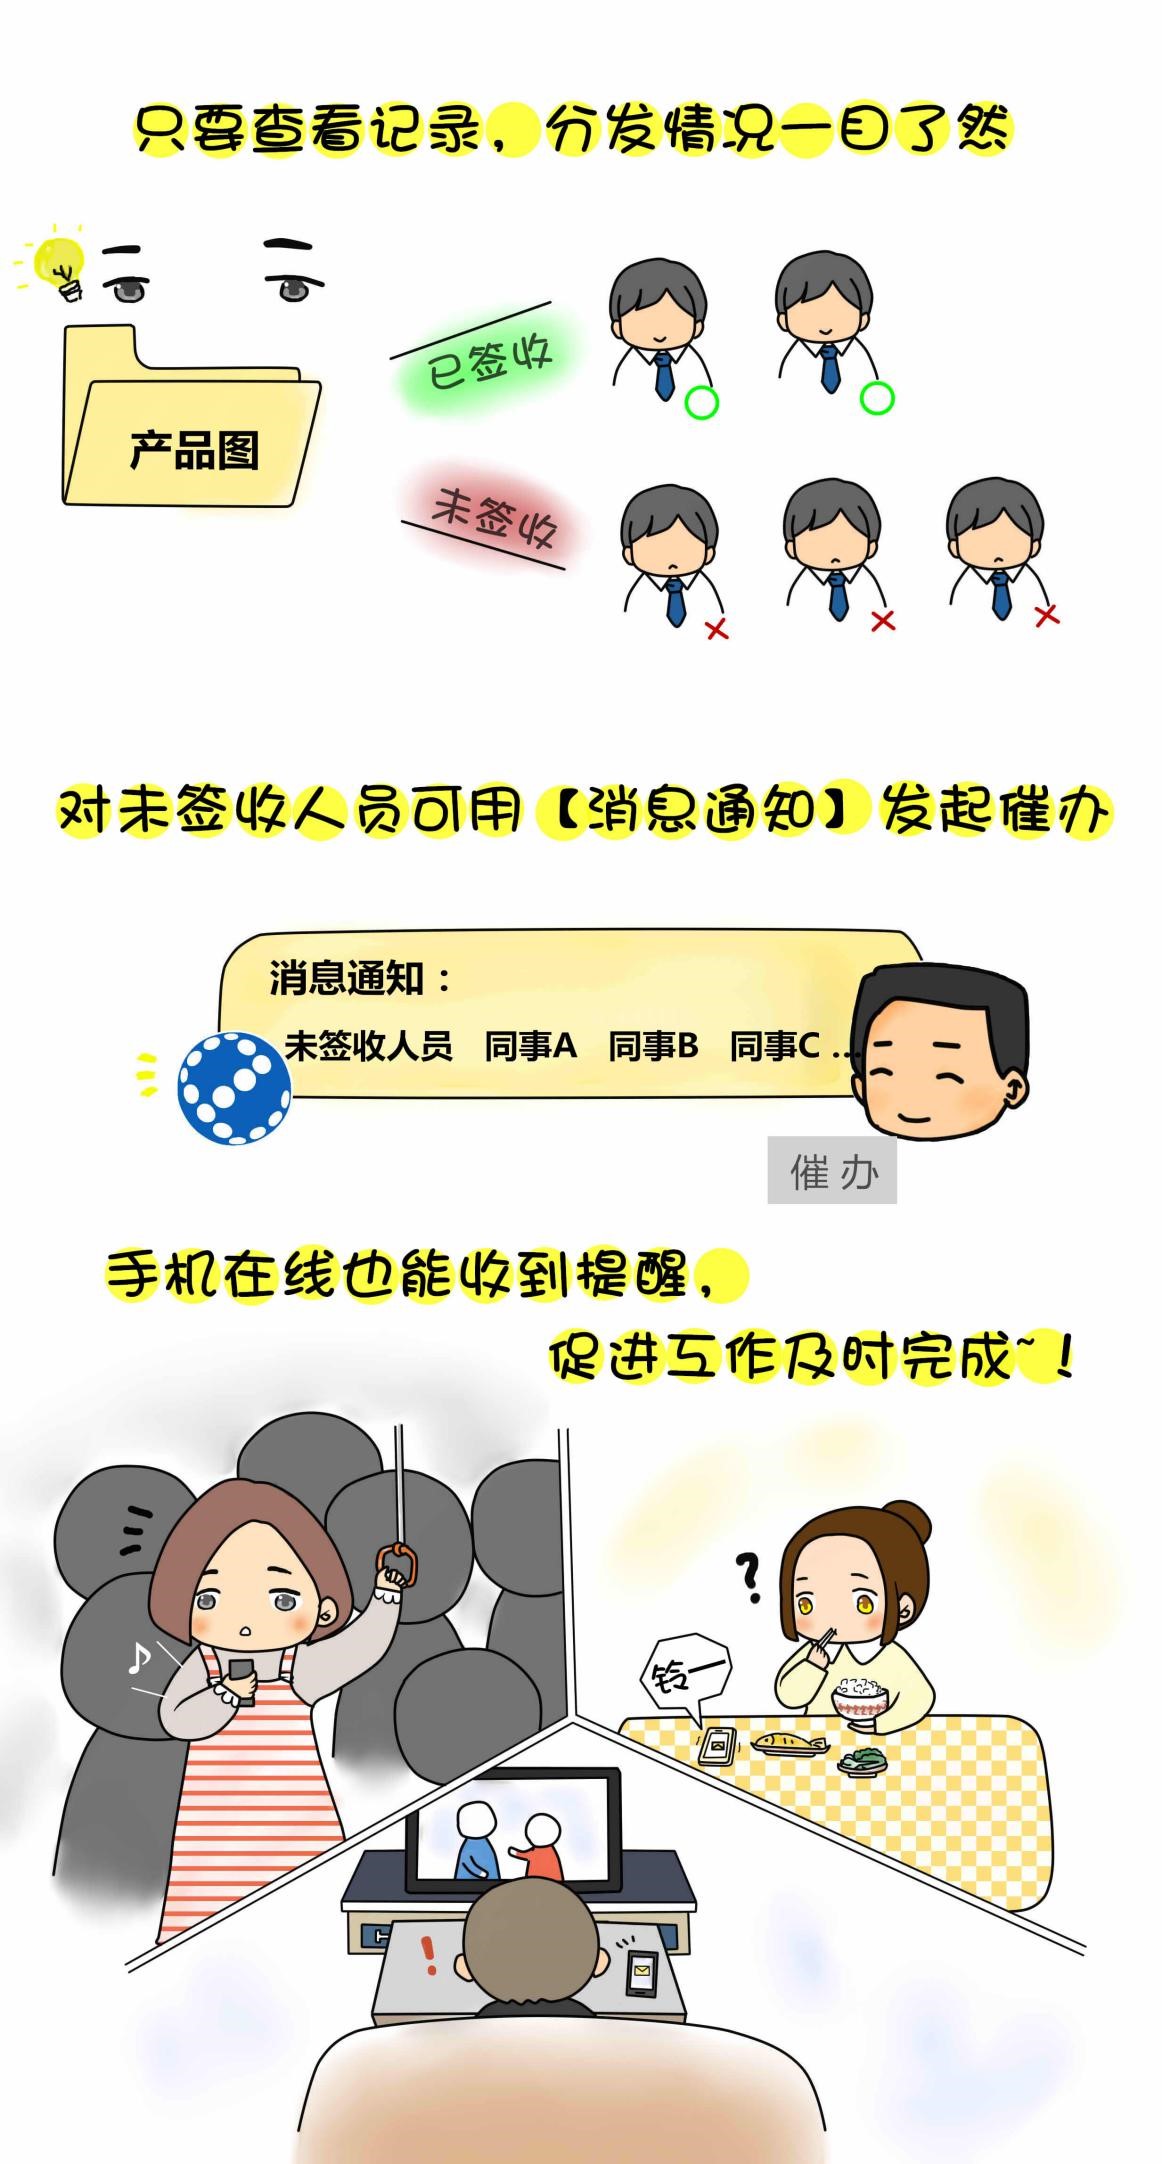 只要查看记录，分发情况一目了然
已签收
产品图
未签收
对未签收人员可用【消息通知】发起催办
消息通知：
未签收人员 同事A 同事B 同事C ...
催办
手机在线也能收到提醒，
促进工作及时完成~！
?
铃一
!